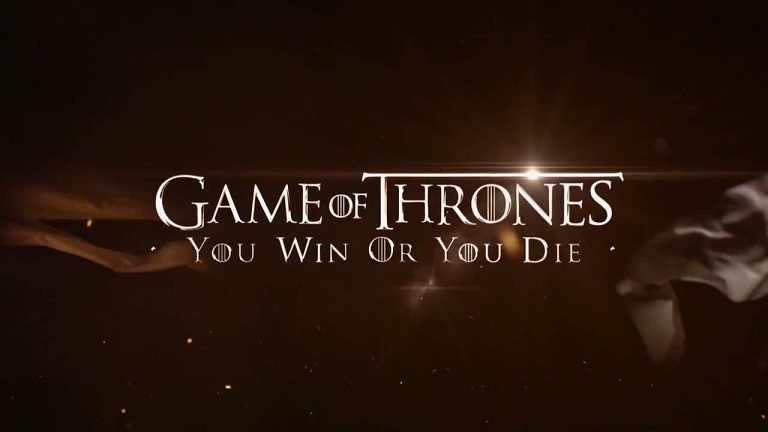 GAME OF THRONES
· YOU WIN OR YOU DIE ·